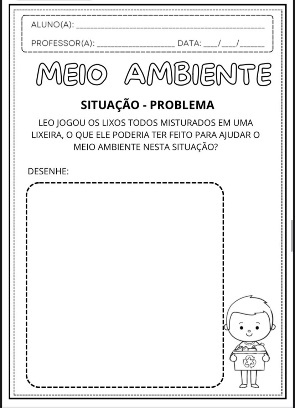 ALUNO(A): ____________________
PROFESSOR(A): ____________________ DATA: ___/___/_____
MEIO AMBIENTE
SITUAÇÃO - PROBLEMA
LEO JOGOU OS LIXOS TODOS MISTURADOS EM UMA
LIXEIRA, O QUE ELE PODERIA TER FEITO PARA AJUDAR O
MEIO AMBIENTE NESTA SITUAÇÃO?
DESENHE: